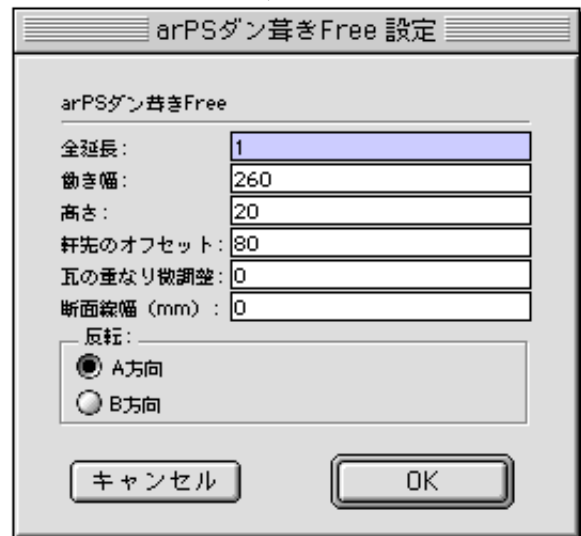 arPSダン葺きFree 設定
arPSダン葺きFree
全延長: 1
働き幅: 260
高さ: 20
軒先のオフセット: 80
瓦の重なり微調整: 0
断面線幅（mm）: 0
反転:
A方向
B方向
キャンセル OK